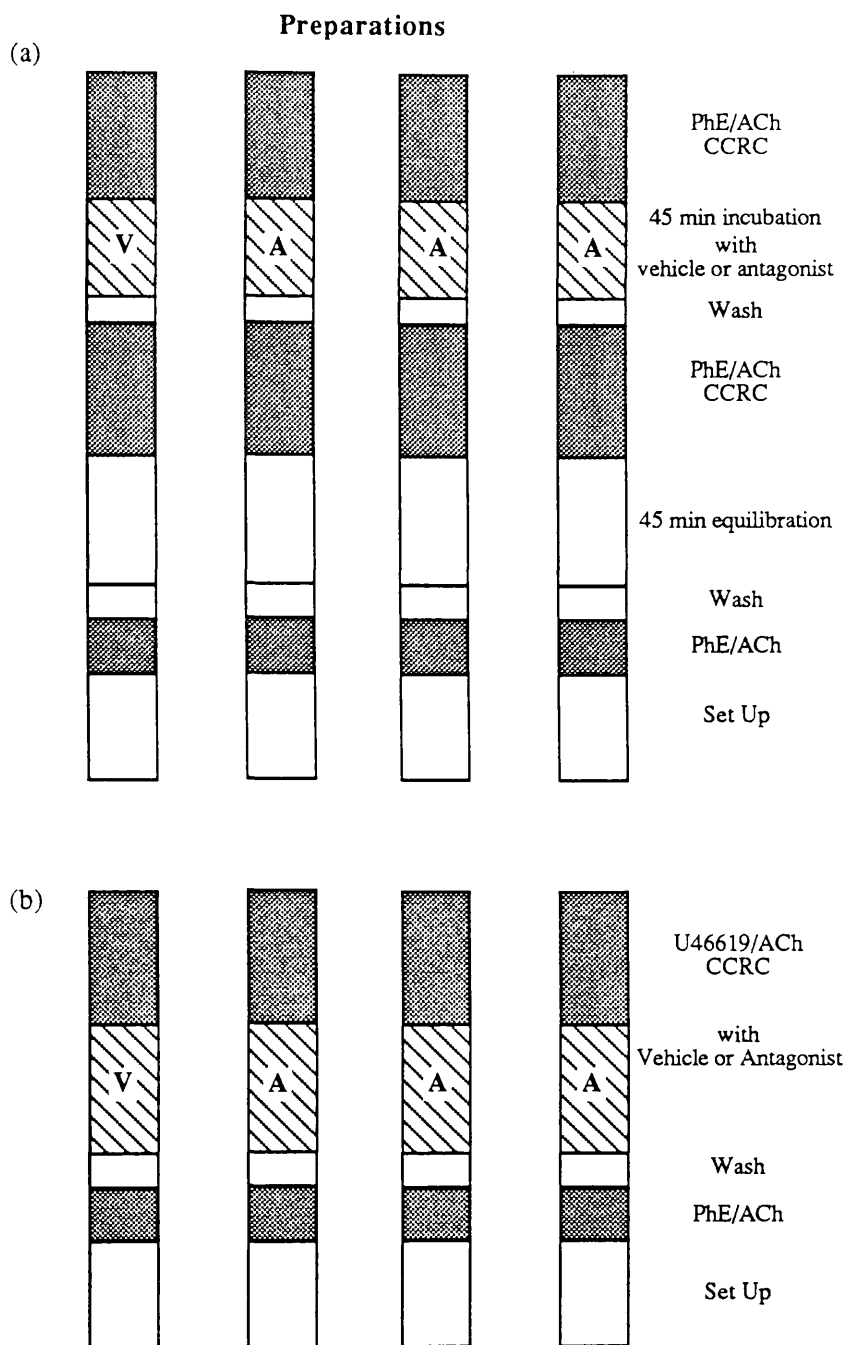 Preparations
(a)
PhE/ACh
CCRC
V
A
A
A
45 min incubation
with
vehicle or antagonist
Wash
PhE/ACh
CCRC
45 min equilibration
Wash
PhE/ACh
Set Up
(b)
U46619/ACh
CCRC
V
A
A
A
with
Vehicle or Antagonist
Wash
PhE/ACh
Set Up